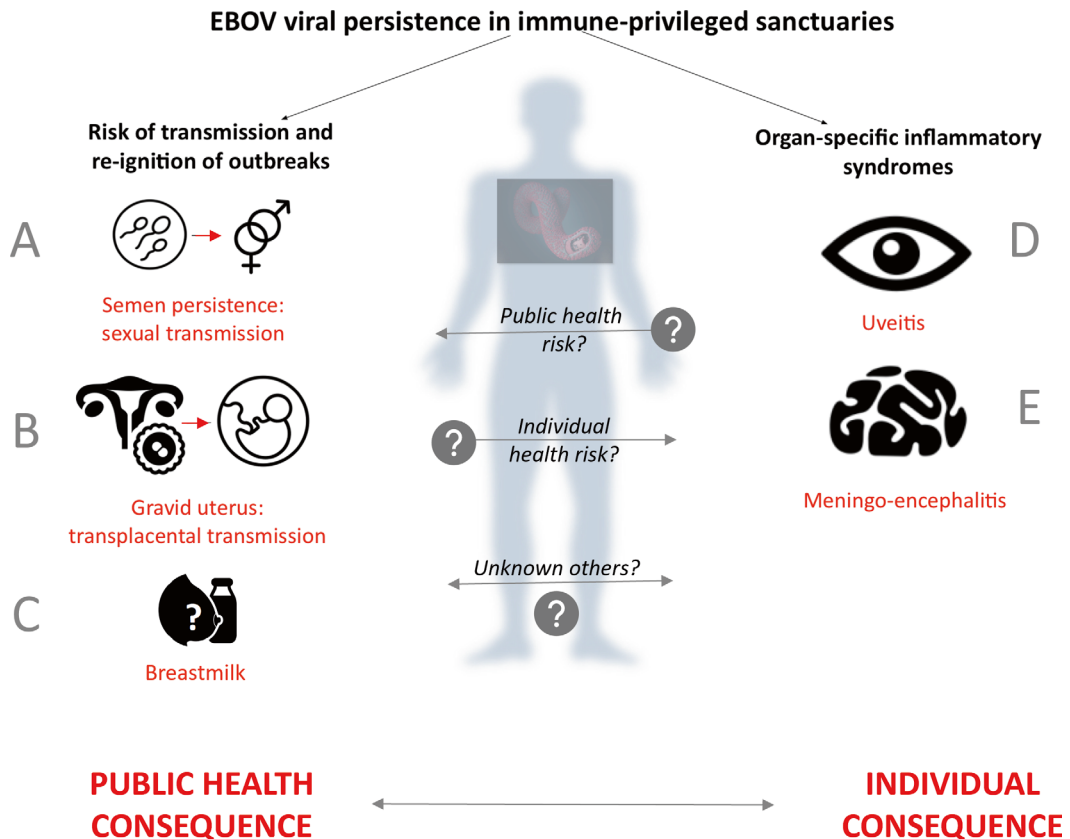 EBOV viral persistence in immune-privileged sanctuaries
Risk of transmission and
re-ignition of outbreaks
A
Semen persistence:
sexual transmission
B
Gravid uterus:
transplacental transmission
C
?
Breastmilk
Public health
risk?
?
?
Individual
health risk?
Unknown others?
?
Organ-specific inflammatory
syndromes
D
Uveitis
E
Meningo-encephalitis
PUBLIC HEALTH
CONSEQUENCE
INDIVIDUAL
CONSEQUENCE